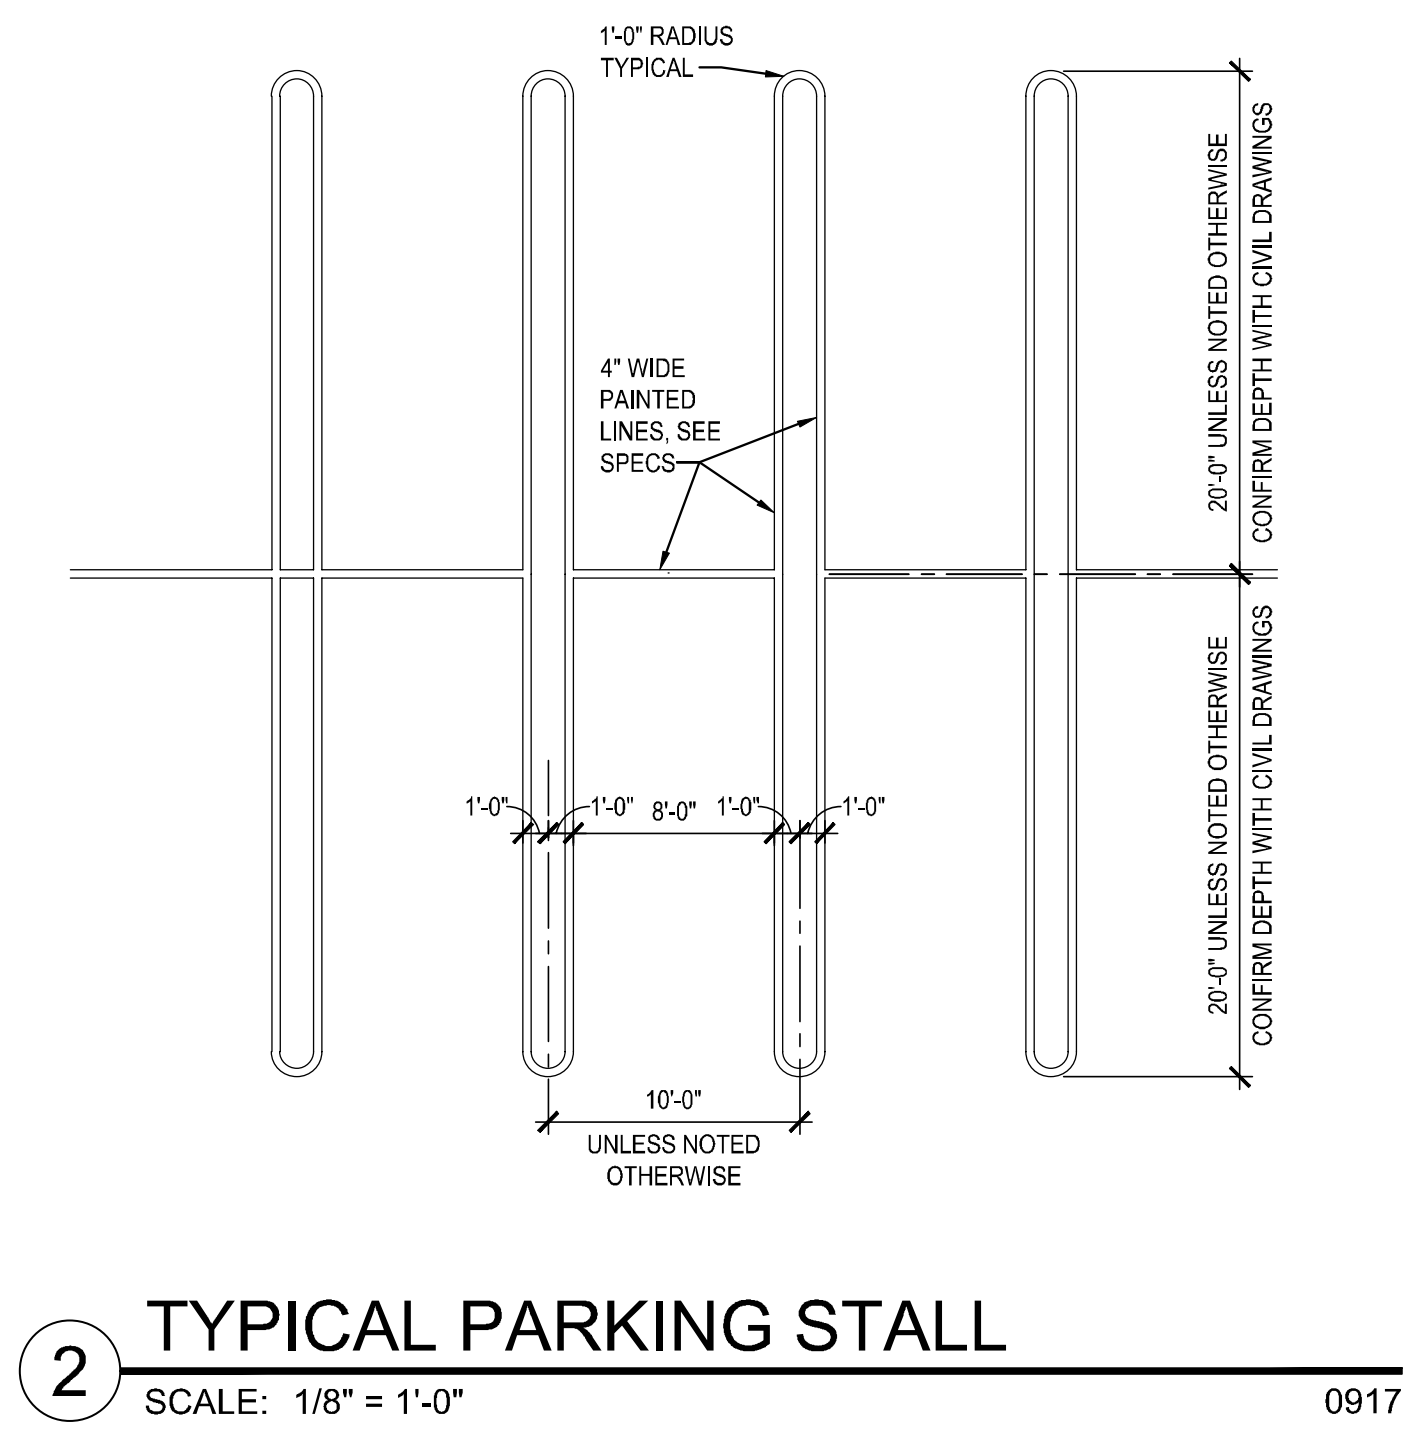 1'-0" RADIUS
TYPICAL
20'-0" UNLESS NOTED OTHERWISE
CONFIRM DEPTH WITH CIVIL DRAWINGS
4" WIDE
PAINTED
LINES, SEE
SPECS
20'-0" UNLESS NOTED OTHERWISE
CONFIRM DEPTH WITH CIVIL DRAWINGS
1'-0" 1'-0" 8'-0" 1'-0" 1'-0"
10'-0"
UNLESS NOTED
OTHERWISE
2 TYPICAL PARKING STALL
SCALE: 1/8" = 1'-0" 0917